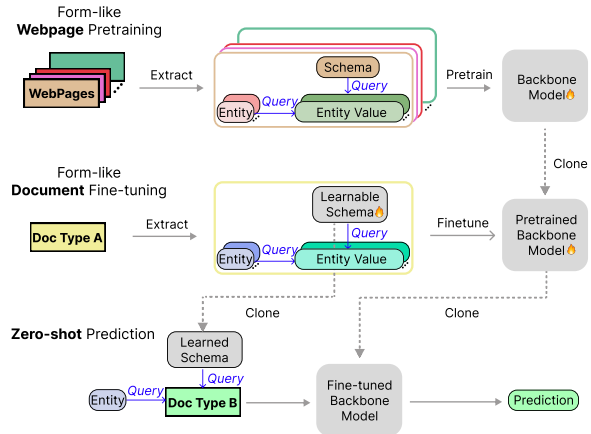 Form-like
Webpage Pretraining
WebPages
Extract
Schema
Query
Entity
Query
Entity Value
Pretrain
Backbone
Model
Clone
Form-like
Document Fine-tuning
Doc Type A
Extract
Learnable
Schema
Query
Entity
Query
Entity Value
Finetune
Pretrained
Backbone
Model
Clone
Clone
Zero-shot Prediction
Learned
Schema
Query
Entity
Query
Doc Type B
Fine-tuned
Backbone
Model
Prediction